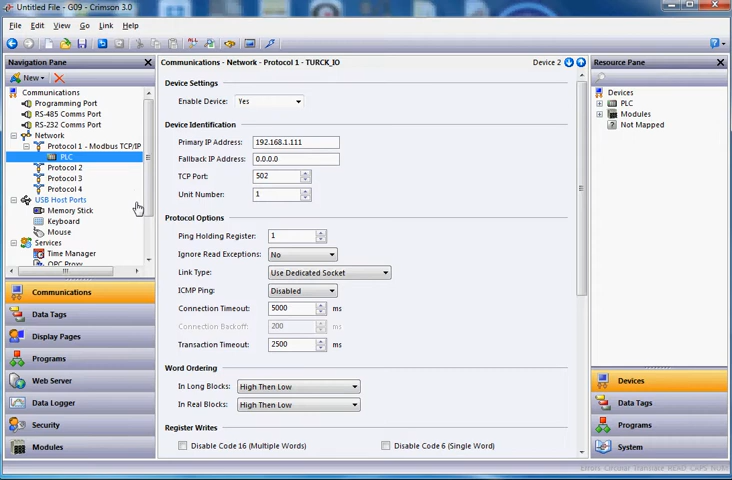 Untitled File - G09 - Crimson 3.0
File Edit View Go Link Help
Navigation Pane
New
Communications
Programming Port
RS-485 Comms Port
RS-232 Comms Port
Network
Protocol 1 - Modbus TCP/IP
PLC
Protocol 2
Protocol 3
Protocol 4
USB Host Ports
Memory Stick
Keyboard
Mouse
Services
Time Manager
OPC Proxy
Communications
Data Tags
Display Pages
Programs
Web Server
Data Logger
Security
Modules
Communications - Network - Protocol 1 - TURCK_IO Device 2
Device Settings
Enable Device: Yes
Device Identification
Primary IP Address: 192.168.1.111
Fallback IP Address: 0.0.0.0
TCP Port: 502
Unit Number: 1
Protocol Options
Ping Holding Register: 1
Ignore Read Exceptions: No
Link Type: Use Dedicated Socket
ICMP Ping: Disabled
Connection Timeout: 5000 ms
Connection Backoff: 200 ms
Transaction Timeout: 2500 ms
Word Ordering
In Long Blocks: High Then Low
In Real Blocks: High Then Low
Register Writes
Disable Code 16 (Multiple Words) Disable Code 6 (Single Word)
Resource Pane
Devices
PLC
Modules
Not Mapped
Devices
Data Tags
Programs
System
Errors Circular Translate READ CAPS NUM